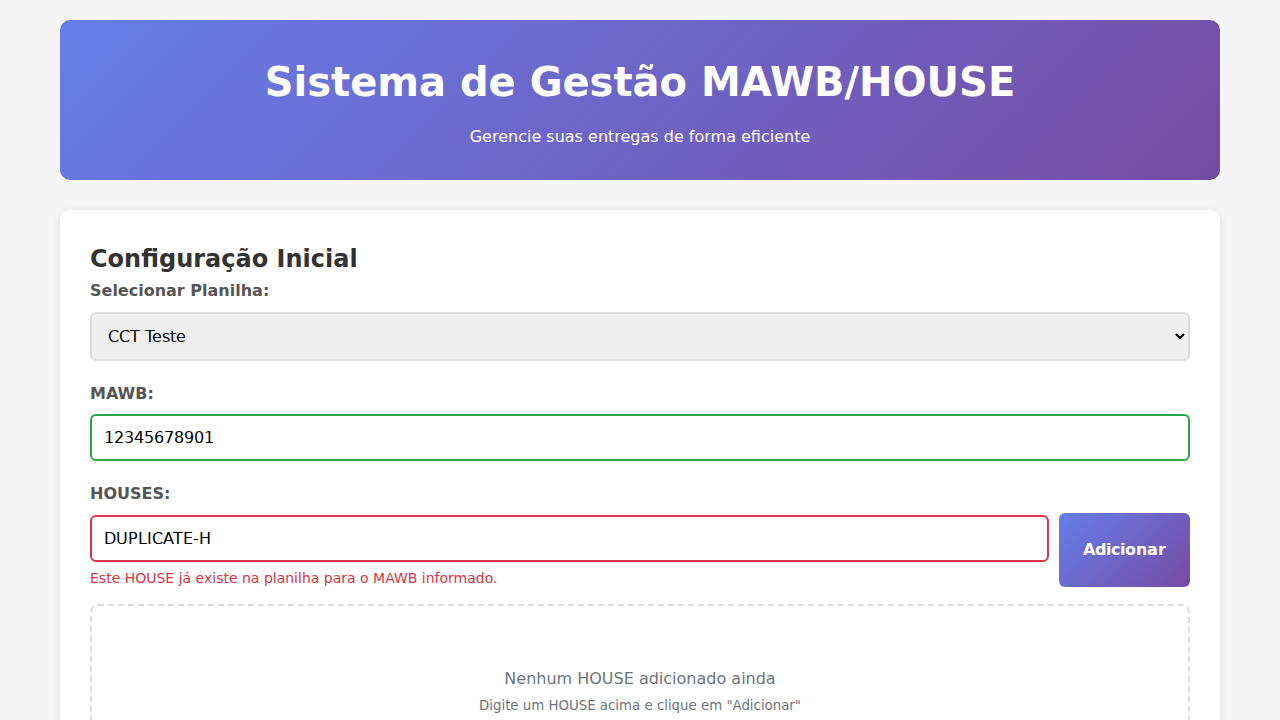 Sistema de Gestão MAWB/HOUSE
Gerencie suas entregas de forma eficiente
Configuração Inicial
Selecionar Planilha:
CCT Teste
MAWB:
12345678901
HOUSES:
DUPLICATE-H
Adicionar
Este HOUSE já existe na planilha para o MAWB informado.
Nenhum HOUSE adicionado ainda
Digite um HOUSE acima e clique em "Adicionar"